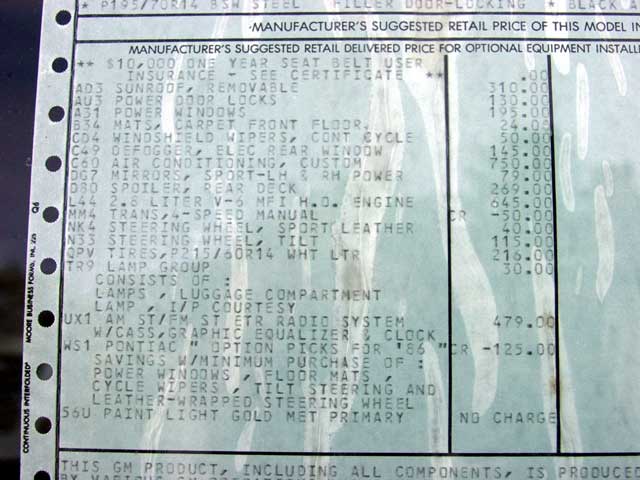 * P195/70R14 BSW STEEL FILLER DOOR-LOCKING * BLACK
*MANUFACTURER'S SUGGESTED RETAIL PRICE OF THIS MODEL IN
MANUFACTURER'S SUGGESTED RETAIL DELIVERED PRICE FOR OPTIONAL EQUIPMENT INSTALL
** $10,000 ONE YEAR SEAT BELT USER
INSURANCE - SEE CERTIFICATE ** .00
AD3 SUNROOF, REMOVABLE 310.00
AU3 POWER DOOR LOCKS 130.00
A31 POWER WINDOWS 195.00
B34 MATS, CARPET FRONT FLOOR, 24.00
CD4 WINDSHIELD WIPERS, CONT CYCLE 50.00
C49 DEFOGGER, ELEC REAR WINDOW 145.00
C60 AIR CONDITIONING, CUSTOM 750.00
DG7 MIRRORS, SPORT-LH & RH POWER 79.00
D80 SPOILER, REAR DECK 269.00
L44 2.8 LITER V-6 MFI H.O. ENGINE 645.00
MM4 TRANS,4-SPEED MANUAL CR -50.00
NK4 STEERING WHEEL, SPORT LEATHER 40.00
N33 STEERING WHEEL, TILT 115.00
QPV TIRES,P215/60R14 WHT LTR 216.00
TR9 LAMP GROUP 30.00
CONSISTS OF :
LAMPS , LUGGAGE COMPARTMENT
LAMP , I/P COURTESY
UX1 AM ST/FM ST ETR RADIO SYSTEM 479.00
W/CASS,GRAPHIC EQUALIZER & CLOCK
WS1 PONTIAC " OPTION PICKS FOR '86 " CR -125.00
SAVINGS W/MINIMUM PURCHASE OF :
POWER WINDOWS , FLOOR MATS ,
CYCLE WIPERS , TILT STEERING AND
LEATHER-WRAPPED STEERING WHEEL
56U PAINT LIGHT GOLD MET PRIMARY NO CHARGE
THIS GM PRODUCT, INCLUDING ALL COMPONENTS, IS PRODUCED
BY VARIOUS GM
Q6
MOORE BUSINESS FORMS, INC.
CONTINUOUS INTERFOLDED